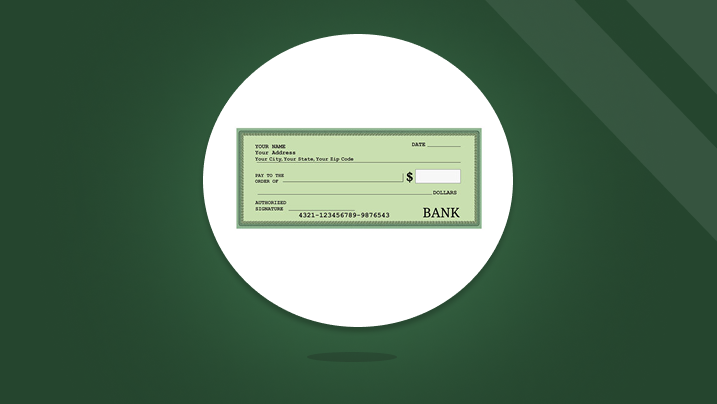 YOUR NAME
DATE
Your Address
Your City,Your State,Your Zip Code
PAY TO THE
ORDER OF
$
DOLLARS
AUTHORIZED
SIGNATURE
4321-123456789-9876543
BANK